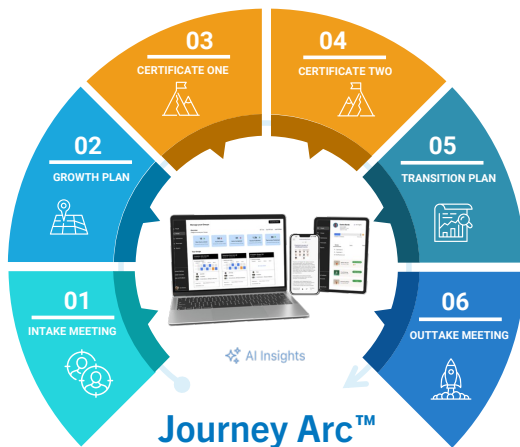 01
INTAKE MEETING
02
GROWTH PLAN
03
CERTIFICATE ONE
04
CERTIFICATE TWO
05
TRANSITION PLAN
06
OUTTAKE MEETING
AI Insights
Journey Arc™